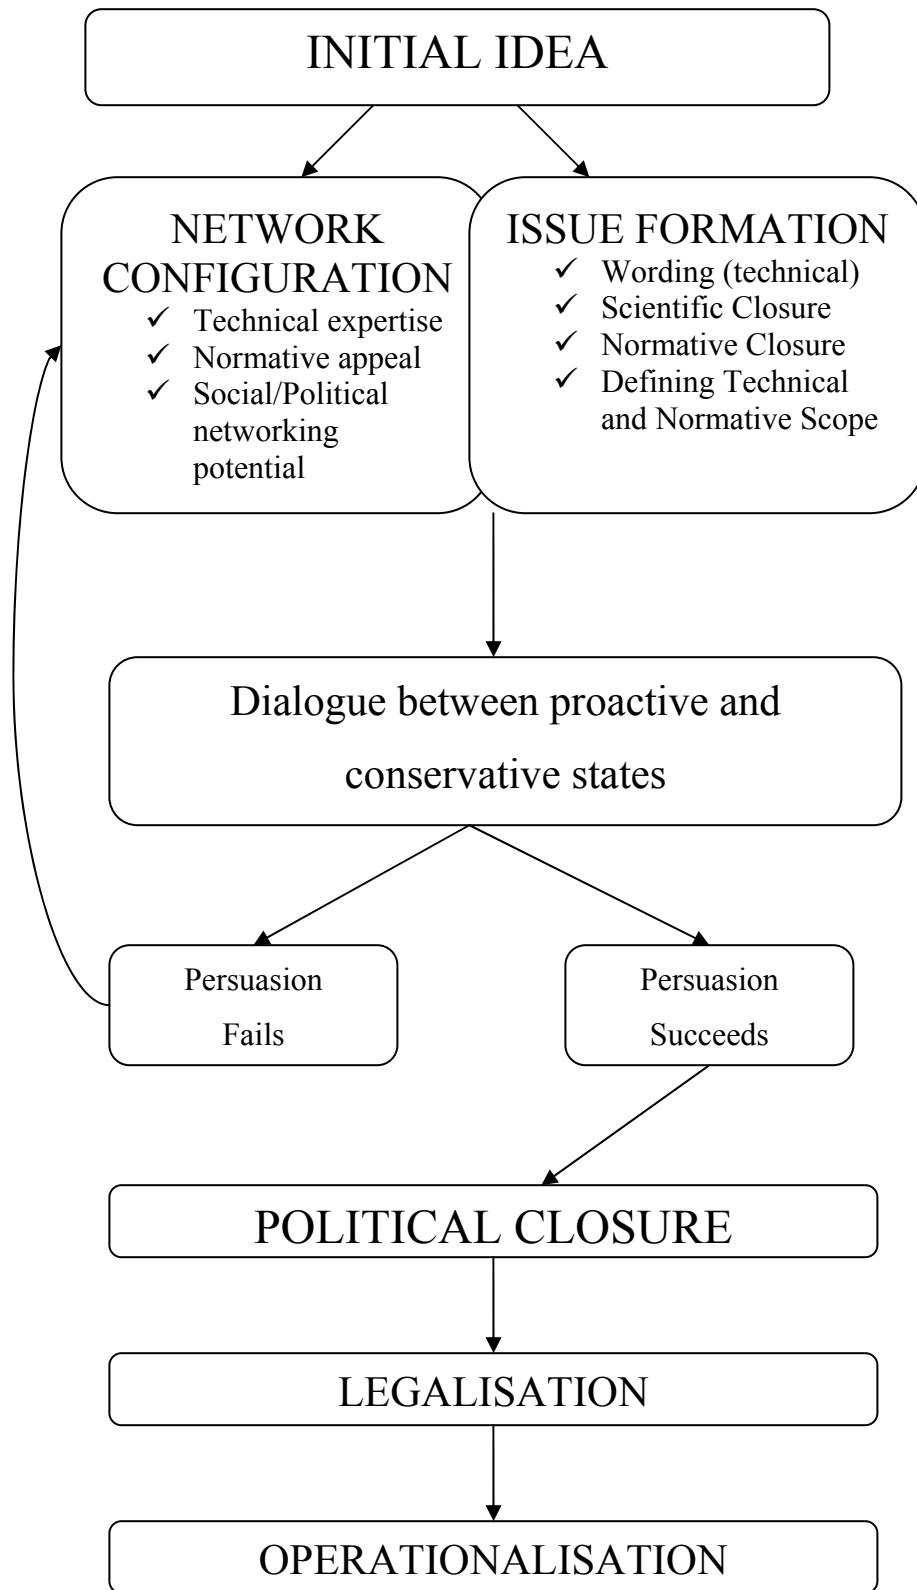 INITIAL IDEA
NETWORK
CONFIGURATION
✓ Technical expertise
✓ Normative appeal
✓ Social/Political
networking
potential
ISSUE FORMATION
✓ Wording (technical)
✓ Scientific Closure
✓ Normative Closure
✓ Defining Technical
and Normative Scope
Dialogue between proactive and
conservative states
Persuasion
Fails
Persuasion
Succeeds
POLITICAL CLOSURE
LEGALISATION
OPERATIONALISATION